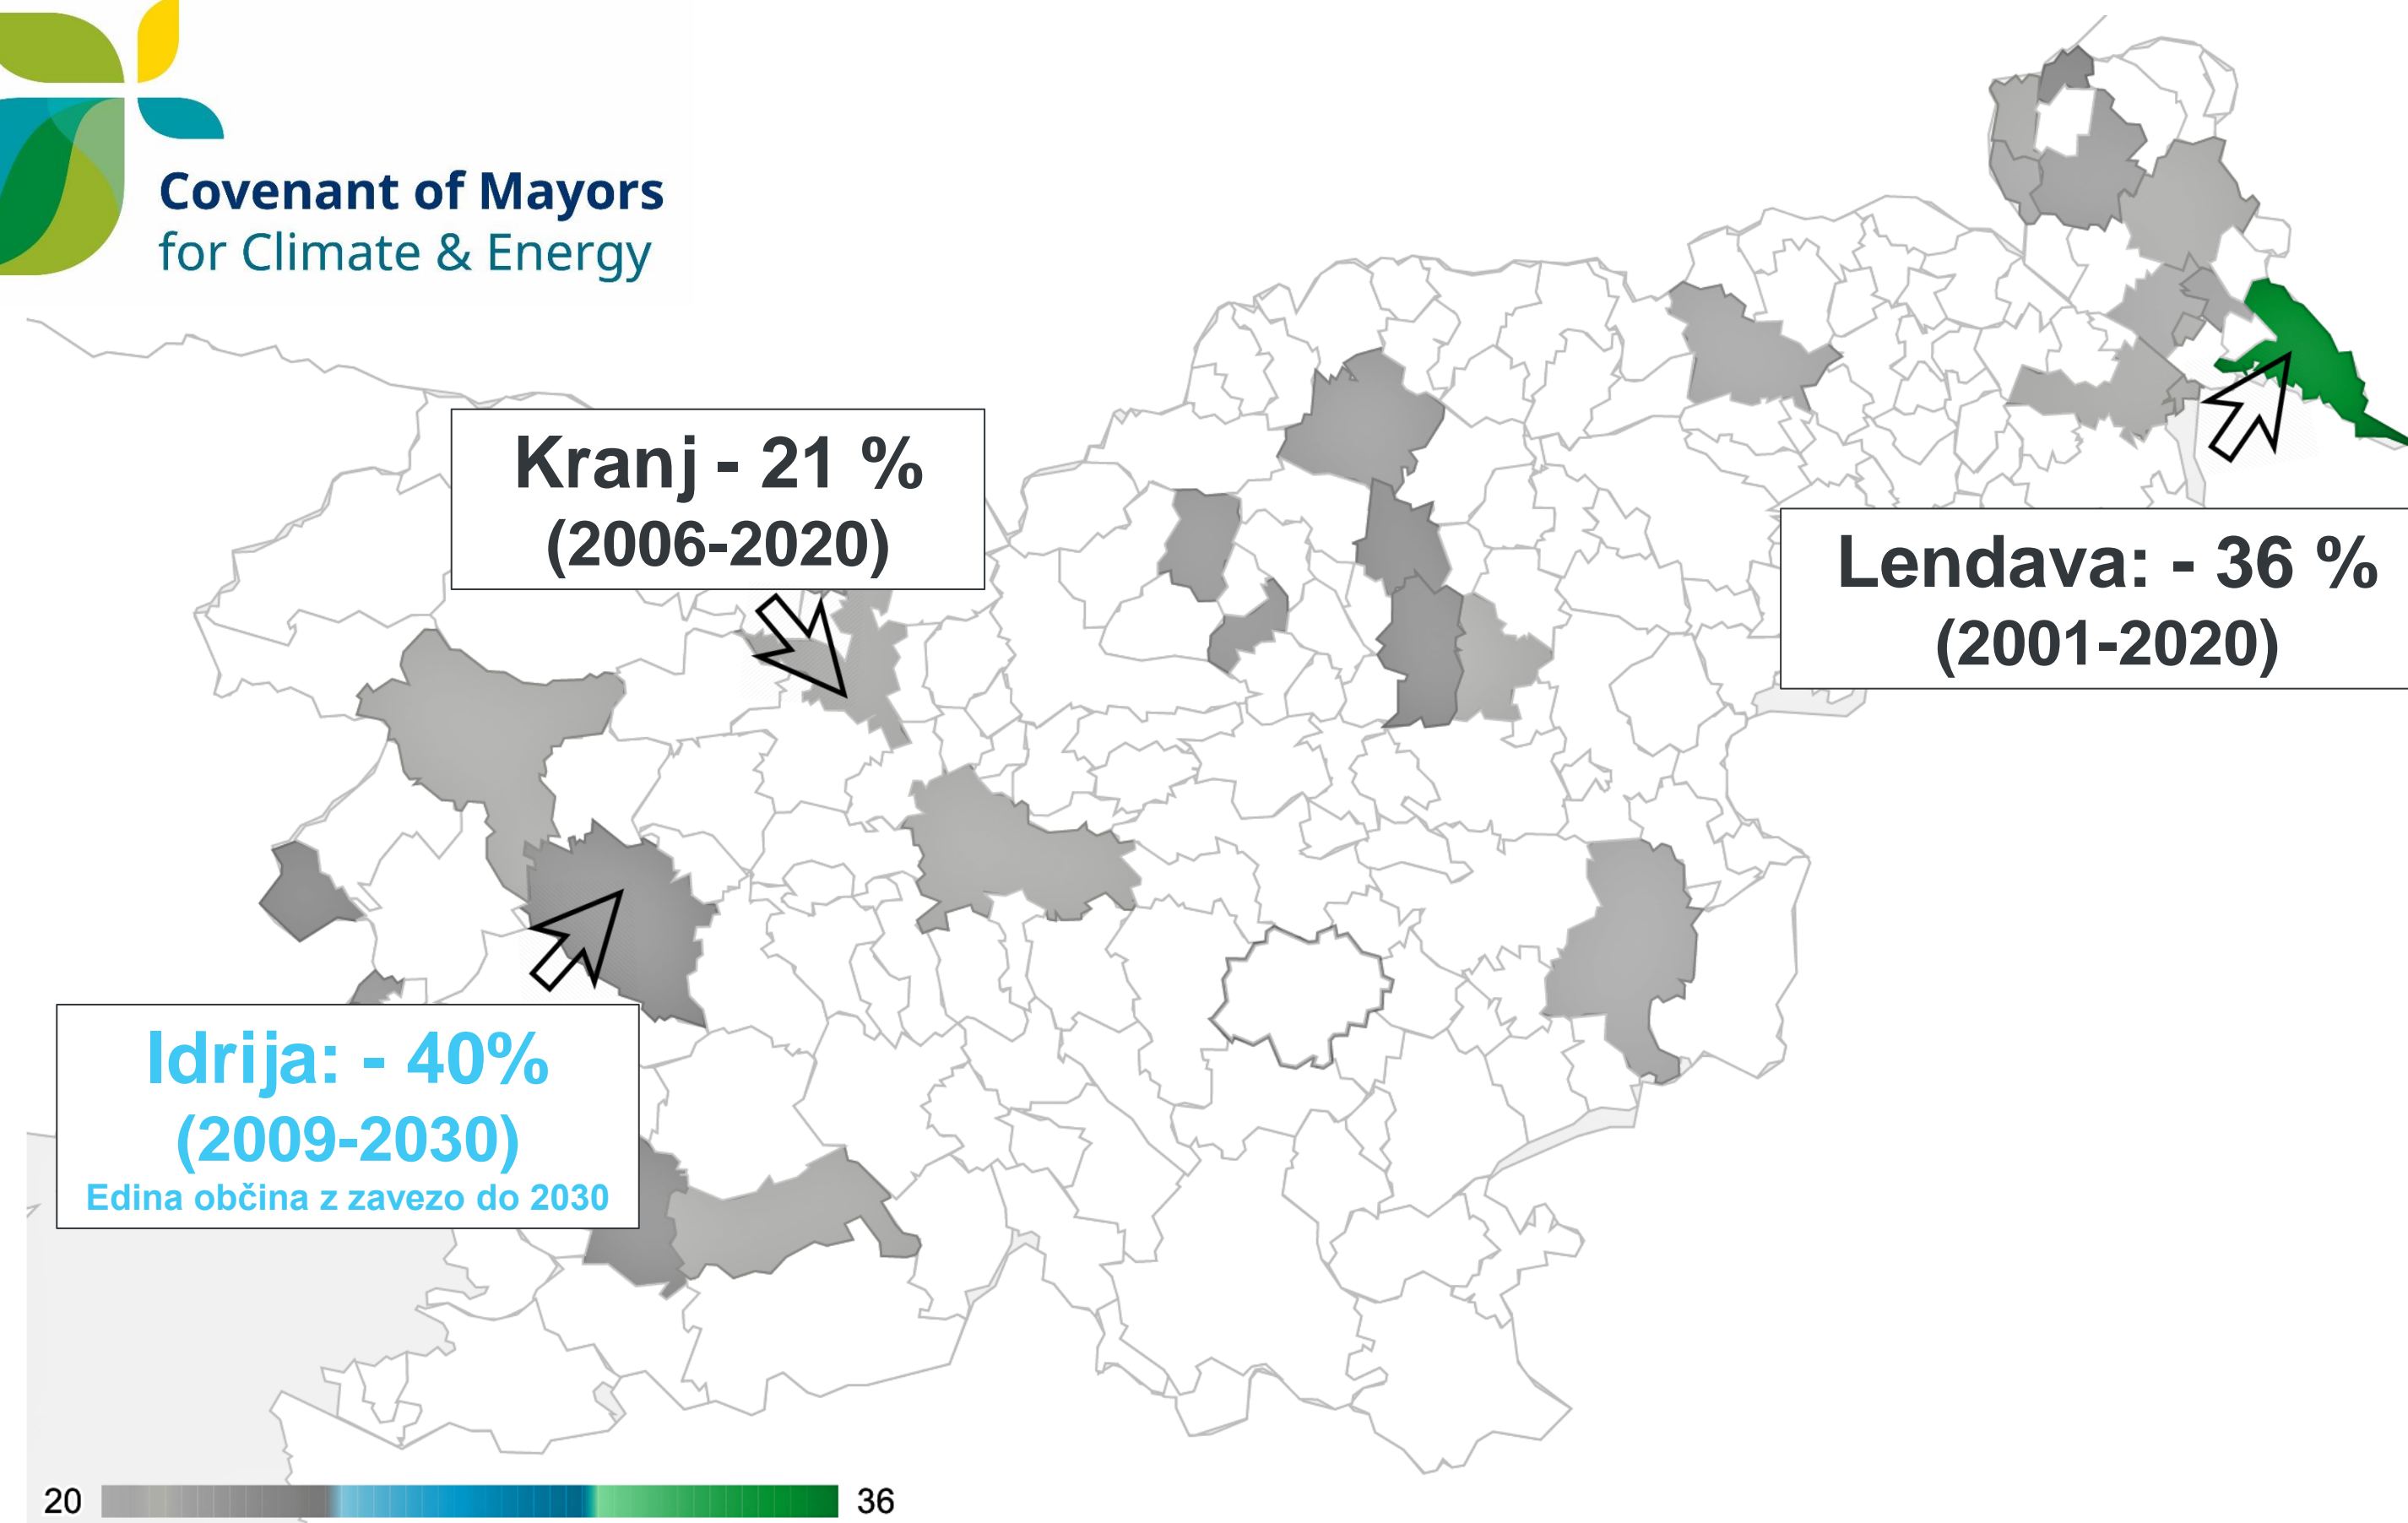 Covenant of Mayors
for Climate & Energy
Kranj - 21 %
(2006-2020)
Lendava: - 36 %
(2001-2020)
Idrija: - 40%
(2009-2030)
Edina občina z zavezo do 2030
20
36